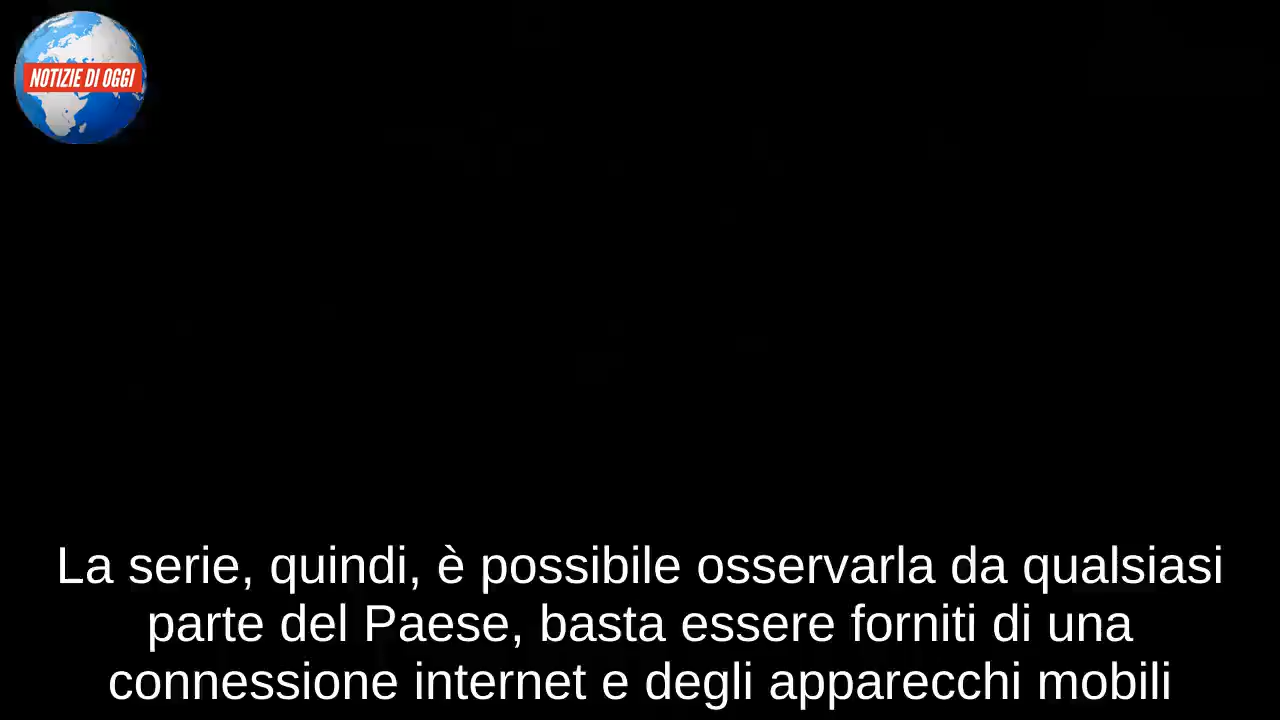 NOTIZIE DI OGGI
La serie, quindi, è possibile osservarla da qualsiasi
parte del Paese, basta essere forniti di una
connessione internet e degli apparecchi mobili